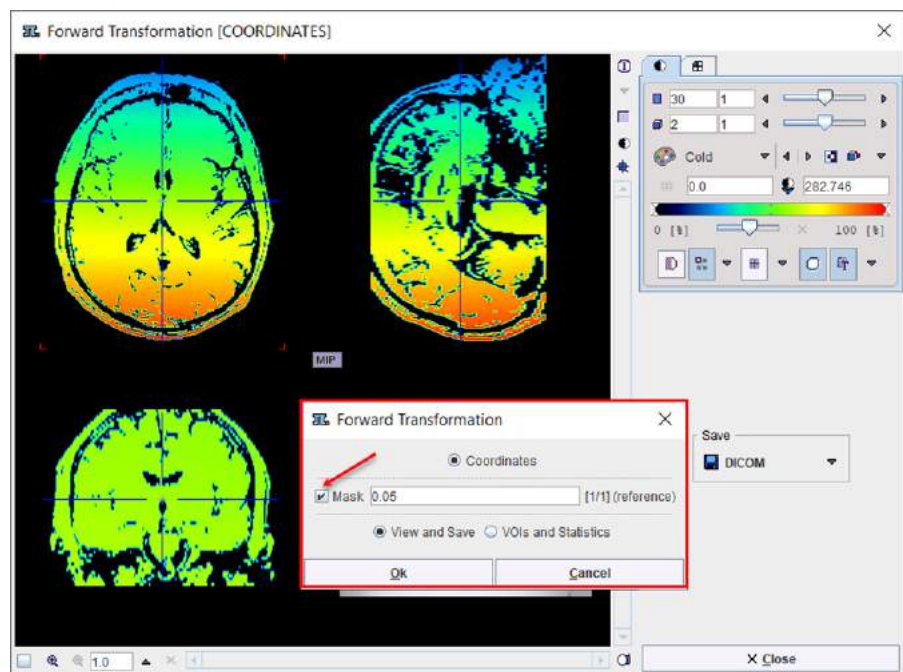 Forward Transformation [COORDINATES]
30 1
2 1
Cold
0.0 282.746
0 [%] 100 [%]
MIP
Forward Transformation
Coordinates
Mask 0.05 [1/1] (reference)
View and Save VOIs and Statistics
Ok Cancel
Save
DICOM
1.0
Close